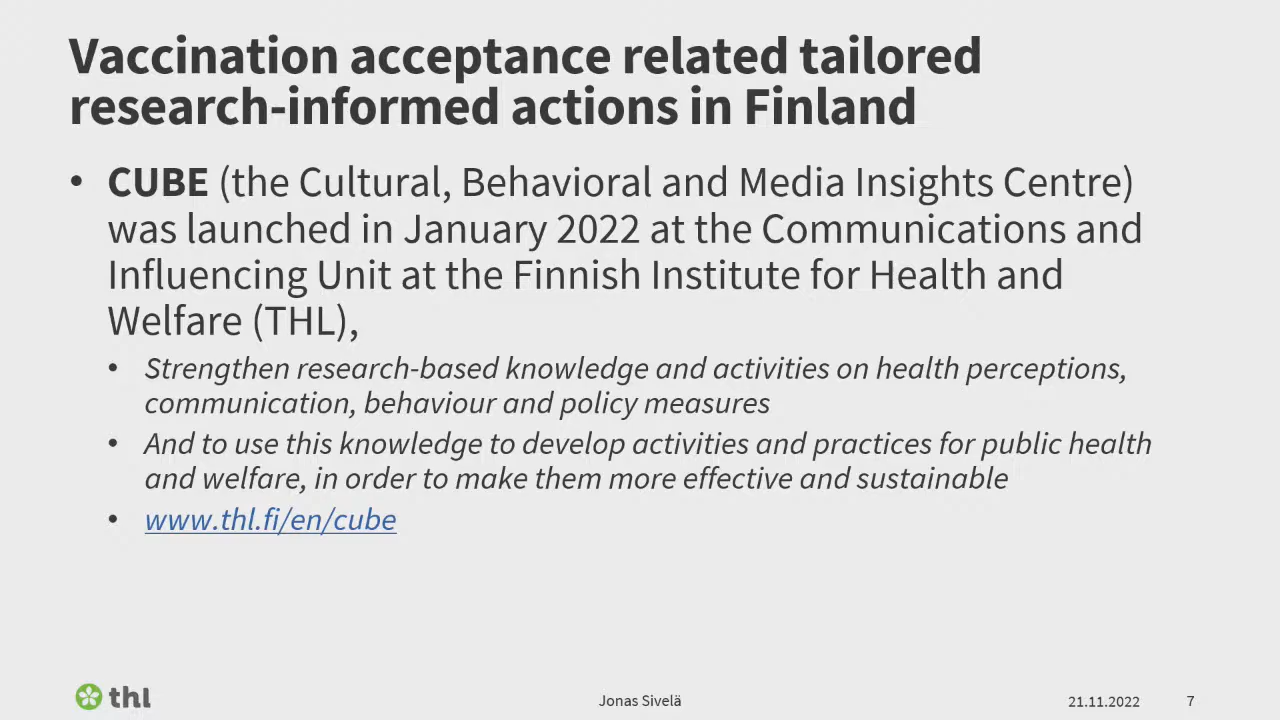 Vaccination acceptance related tailored
research-informed actions in Finland
• CUBE (the Cultural, Behavioral and Media Insights Centre)
was launched in January 2022 at the Communications and
Influencing Unit at the Finnish Institute for Health and
Welfare (THL),
• Strengthen research-based knowledge and activities on health perceptions,
communication, behaviour and policy measures
• And to use this knowledge to develop activities and practices for public health
and welfare, in order to make them more effective and sustainable
• www.thl.fi/en/cube
thl
Jonas Sivelä
21.11.2022
7